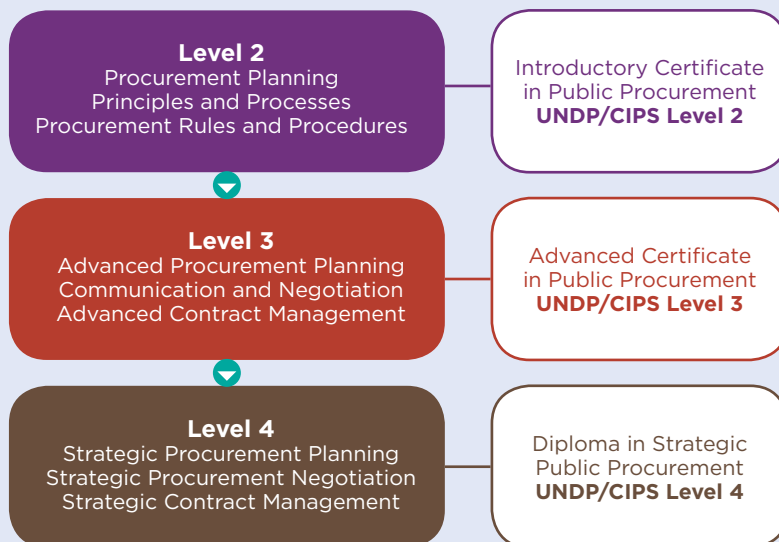 Level 2
Procurement Planning
Principles and Processes
Procurement Rules and Procedures
Introductory Certificate
in Public Procurement
UNDP/CIPS Level 2
Level 3
Advanced Procurement Planning
Communication and Negotiation
Advanced Contract Management
Advanced Certificate
in Public Procurement
UNDP/CIPS Level 3
Level 4
Strategic Procurement Planning
Strategic Procurement Negotiation
Strategic Contract Management
Diploma in Strategic
Public Procurement
UNDP/CIPS Level 4